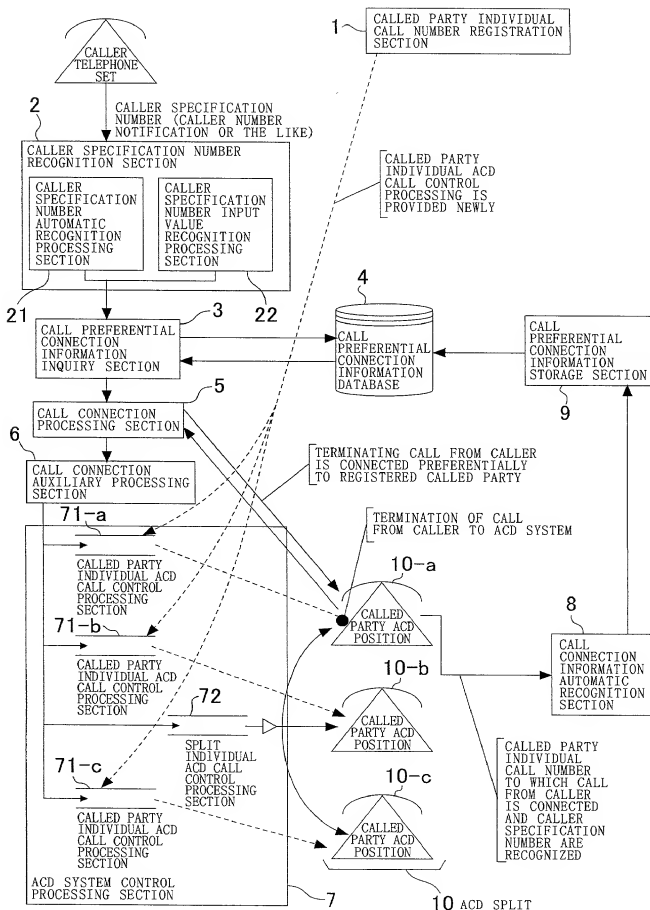 1
CALLED PARTY INDIVIDUAL
CALL NUMBER REGISTRATION
SECTION
CALLER
TELEPHONE
SET
CALLER SPECIFICATION
NUMBER (CALLER NUMBER
NOTIFICATION OR THE LIKE)
2
CALLER SPECIFICATION NUMBER
RECOGNITION SECTION
CALLER
SPECIFICATION
NUMBER
AUTOMATIC
RECOGNITION
PROCESSING
SECTION
CALLER
SPECIFICATION
NUMBER INPUT
VALUE
RECOGNITION
PROCESSING
SECTION
21
22
CALLED PARTY
INDIVIDUAL ACD
CALL CONTROL
PROCESSING IS
PROVIDED NEWLY
3
CALL PREFERENTIAL
CONNECTION
INFORMATION
INQUIRY SECTION
4
CALL
PREFERENTIAL
CONNECTION
INFORMATION
DATABASE
CALL
PREFERENTIAL
CONNECTION
INFORMATION
STORAGE SECTION
9
5
CALL CONNECTION
PROCESSING SECTION
6
CALL CONNECTION
AUXILIARY PROCESSING
SECTION
TERMINATING CALL FROM CALLER
IS CONNECTED PREFERENTIALLY
TO REGISTERED CALLED PARTY
TERMINATION OF CALL
FROM CALLER TO ACD SYSTEM
71-a
CALLED PARTY
INDIVIDUAL ACD
CALL CONTROL
PROCESSING
SECTION
10-a
CALLED PARTY
ACD POSITION
8
CALL
CONNECTION
INFORMATION
AUTOMATIC
RECOGNITION
SECTION
71-b
CALLED PARTY
INDIVIDUAL ACD
CALL CONTROL
PROCESSING
SECTION
10-b
CALLED PARTY
ACD POSITION
72
SPLIT
INDIVIDUAL
ACD CALL
CONTROL
PROCESSING
SECTION
71-c
CALLED PARTY
INDIVIDUAL ACD
CALL CONTROL
PROCESSING
SECTION
10-c
CALLED PARTY
ACD POSITION
CALLED PARTY
INDIVIDUAL
CALL NUMBER
TO WHICH CALL
FROM CALLER
IS CONNECTED
AND CALLER
SPECIFICATION
NUMBER ARE
RECOGNIZED
ACD SYSTEM CONTROL
PROCESSING SECTION
7
10 ACD SPLIT